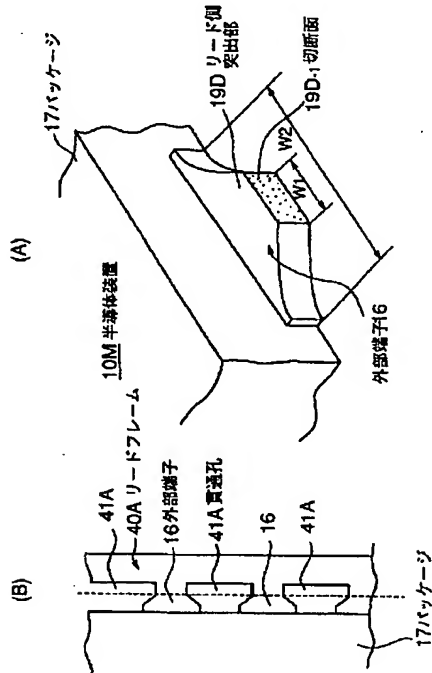 (A)
17パッケージ
10M 半導体装置
19D リード側
突出部
19D-1 切断面
W2
W1
外部端子16
(B)
41A
40A リードフレーム
16 外部端子
41A 貫通孔
16
41A
17パッケージ